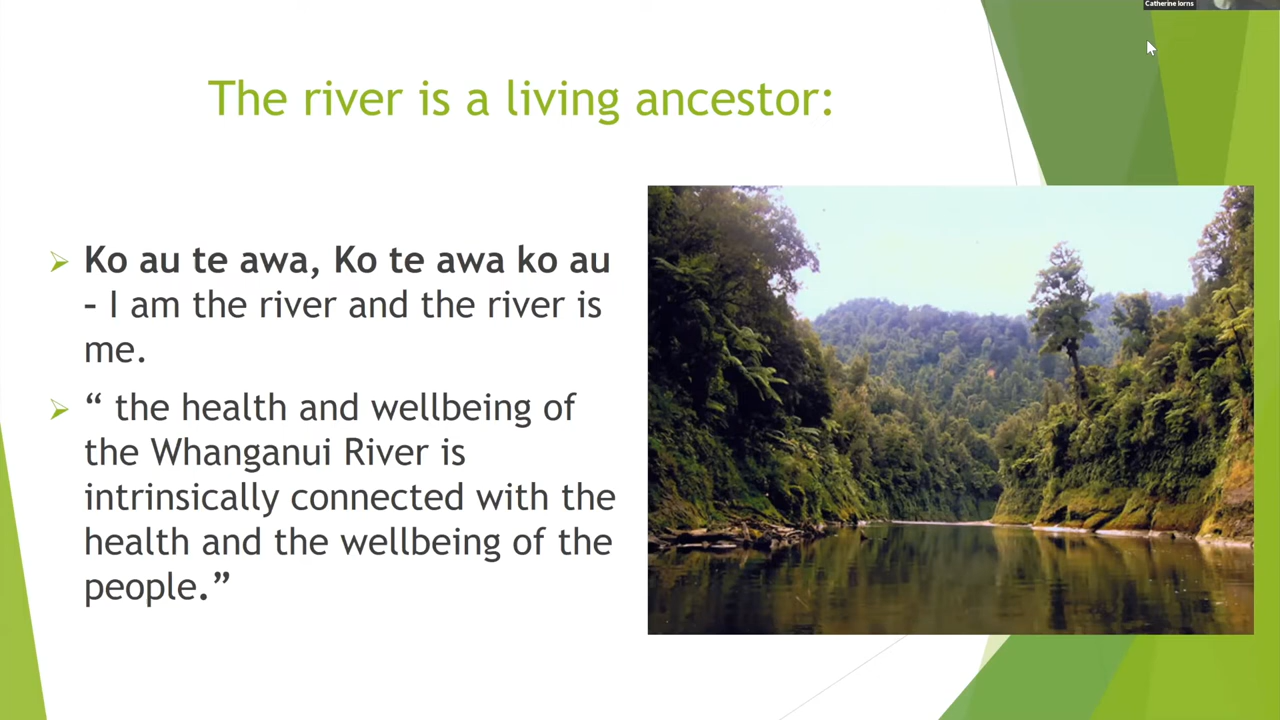 Catherine Iorns
The river is a living ancestor:
Ko au te awa, Ko te awa ko au
– I am the river and the river is
me.
“ the health and wellbeing of
the Whanganui River is
intrinsically connected with the
health and the wellbeing of the
people.”